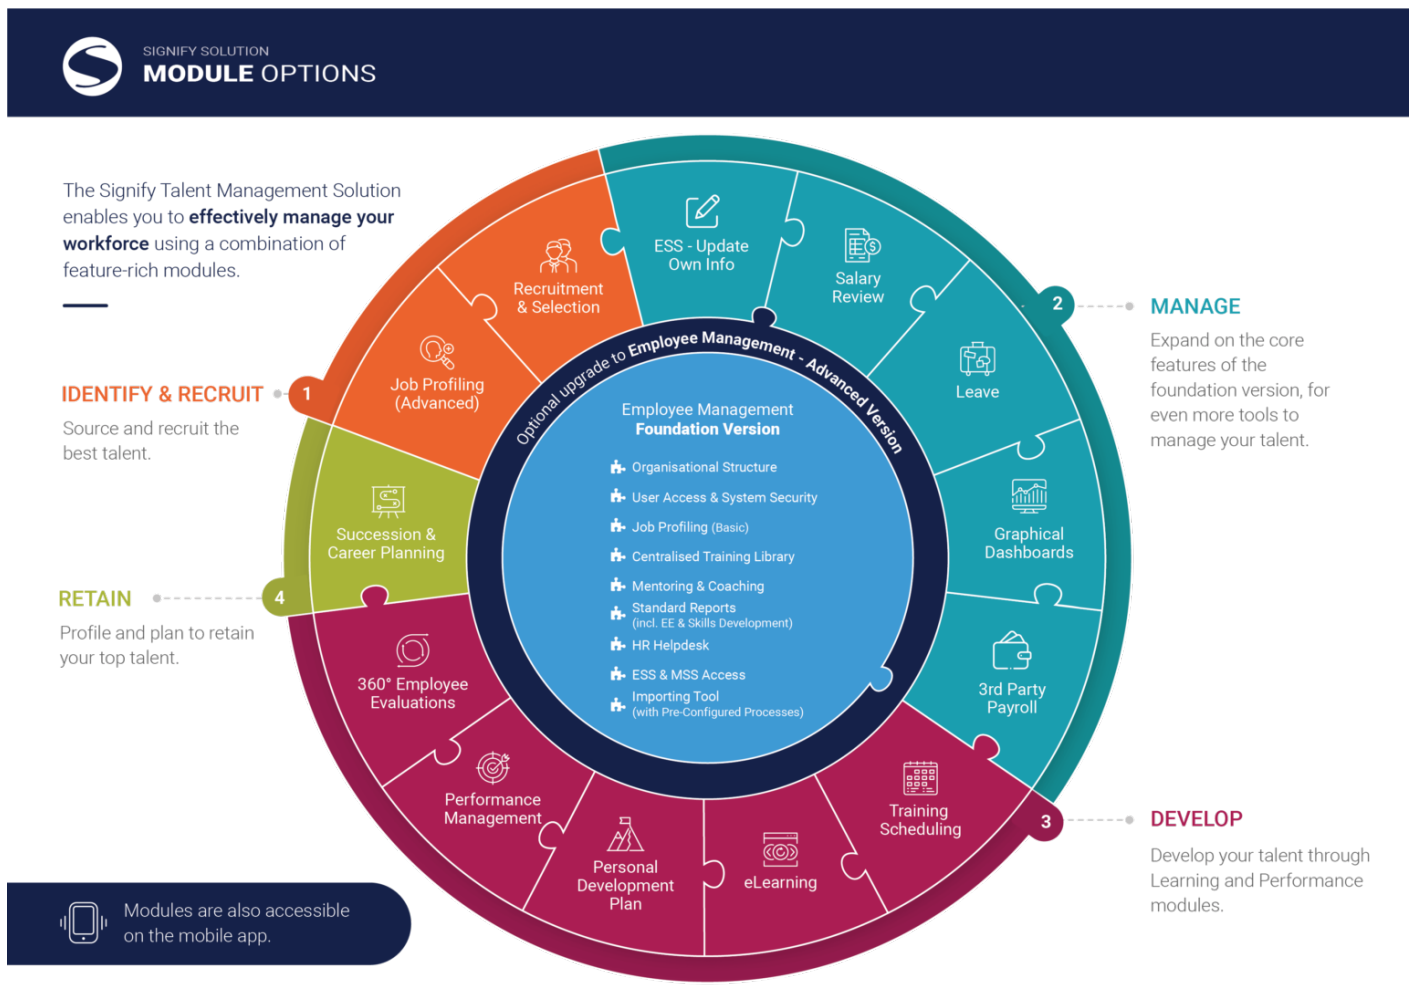 SIGNIFY SOLUTION
MODULE OPTIONS
The Signify Talent Management Solution
enables you to effectively manage your
workforce using a combination of
feature-rich modules.
IDENTIFY & RECRUIT
1
Source and recruit the
best talent.
RETAIN
4
Profile and plan to retain
your top talent.
2
MANAGE
Expand on the core
features of the
foundation version, for
even more tools to
manage your talent.
3
DEVELOP
Develop your talent through
Learning and Performance
modules.
Recruitment
& Selection
Job Profiling
(Advanced)
ESS - Update
Own Info
Salary
Review
Leave
Graphical
Dashboards
3rd Party
Payroll
Training
Scheduling
eLearning
Personal
Development
Plan
Performance
Management
360° Employee
Evaluations
Succession &
Career Planning
Optional upgrade to Employee Management - Advanced Version
Employee Management
Foundation Version
Organisational Structure
User Access & System Security
Job Profiling (Basic)
Centralised Training Library
Mentoring & Coaching
Standard Reports
(incl. EE & Skills Development)
HR Helpdesk
ESS & MSS Access
Importing Tool
(with Pre-Configured Processes)
Modules are also accessible
on the mobile app.